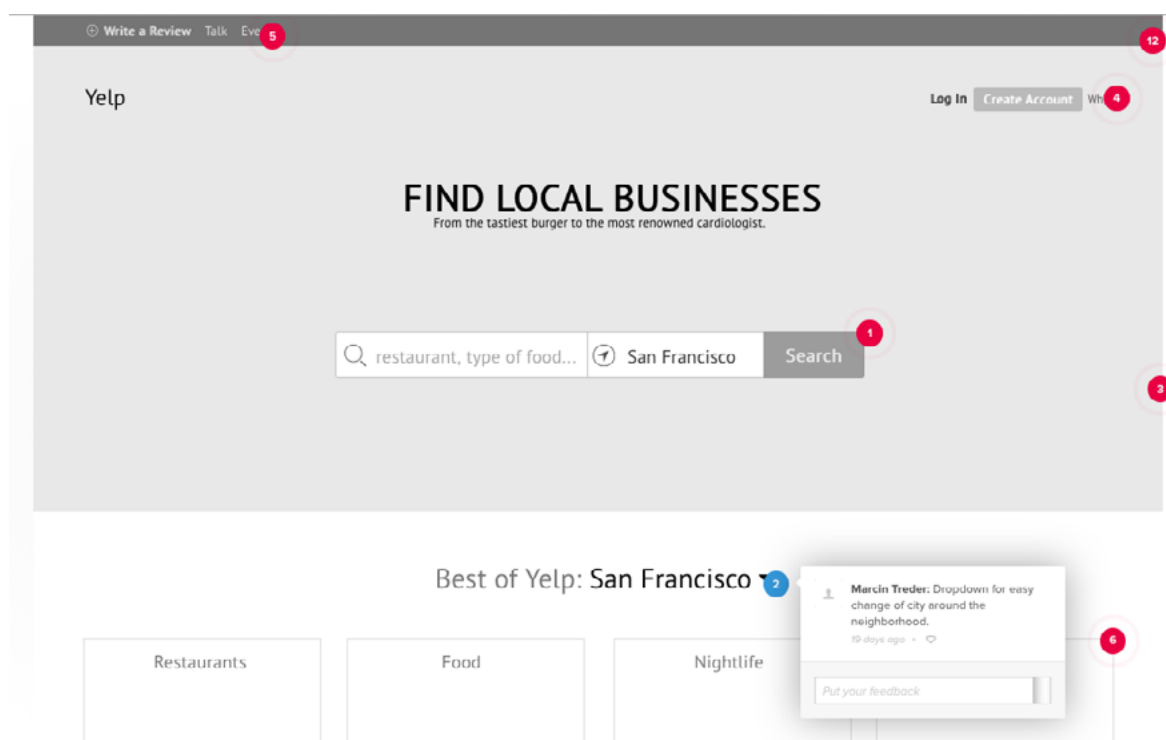 Write a Review Talk
5
12
Yelp
Log In Create Account
4
FIND LOCAL BUSINESSES
From the tastiest burger to the most renowned cardiologist.
1
restaurant, type of food... San Francisco Search
3
Best of Yelp: San Francisco
2
Marcin Treder: Dropdown for easy
change of city around the
neighborhood.
19 days ago •
Put your feedback
6
Restaurants Food Nightlife